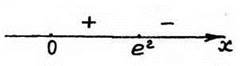 + −
0 e² x